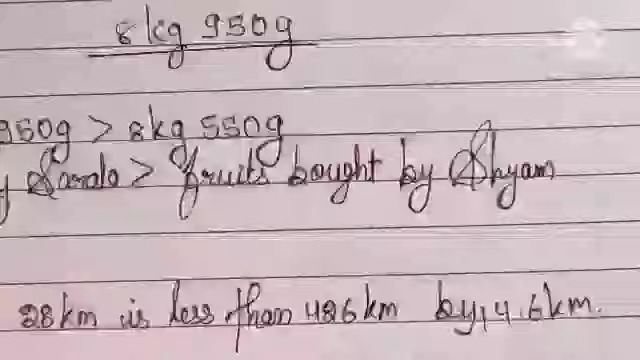 8kg 950g
950g > 8kg 550g
Sarala > fruits bought by Shyam
28km is less than 42.6km by 14.6km.